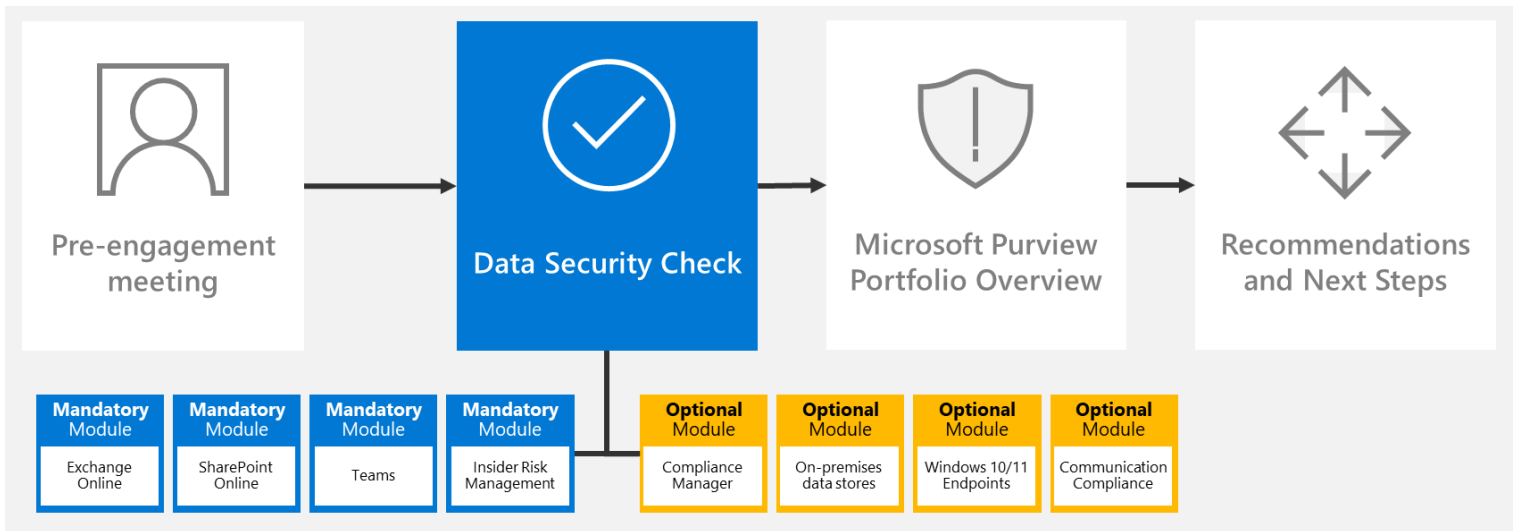 Pre-engagement
meeting
Data Security Check
Microsoft Purview
Portfolio Overview
Recommendations
and Next Steps
Mandatory
Module
Exchange
Online
Mandatory
Module
SharePoint
Online
Mandatory
Module
Teams
Mandatory
Module
Insider Risk
Management
Optional
Module
Compliance
Manager
Optional
Module
On-premises
data stores
Optional
Module
Windows 10/11
Endpoints
Optional
Module
Communication
Compliance